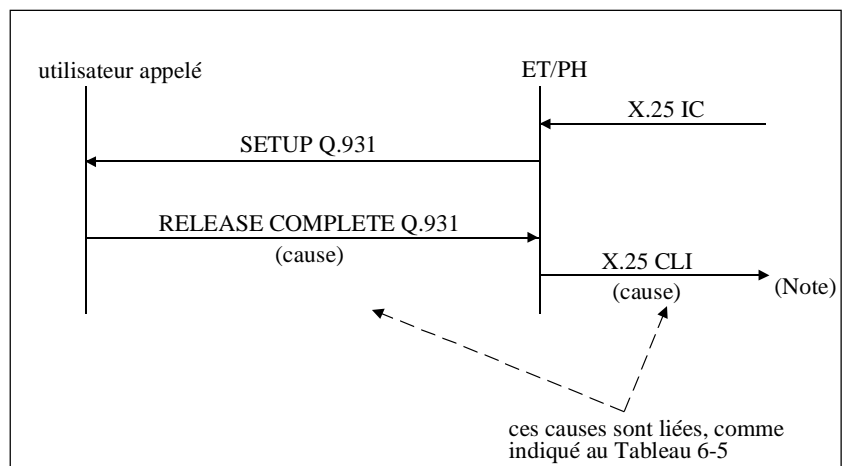 utilisateur appelé
ET/PH
X.25 IC
SETUP Q.931
RELEASE COMPLETE Q.931
(cause)
X.25 CLI
(cause)
(Note)
ces causes sont liées, comme
indiqué au Tableau 6-5